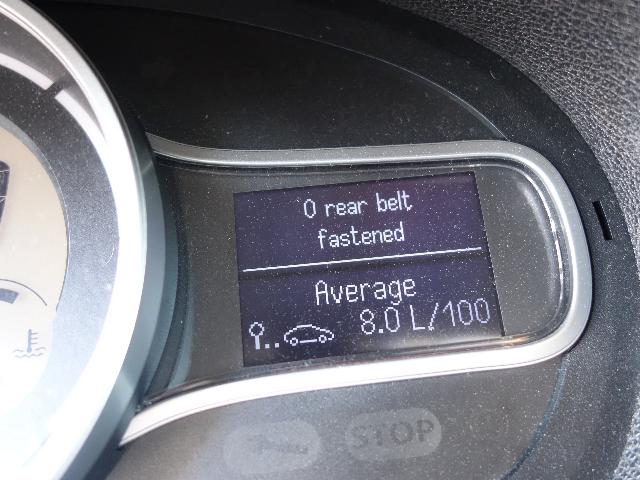 0 rear belt
fastened
Average
8.0 L/100
STOP